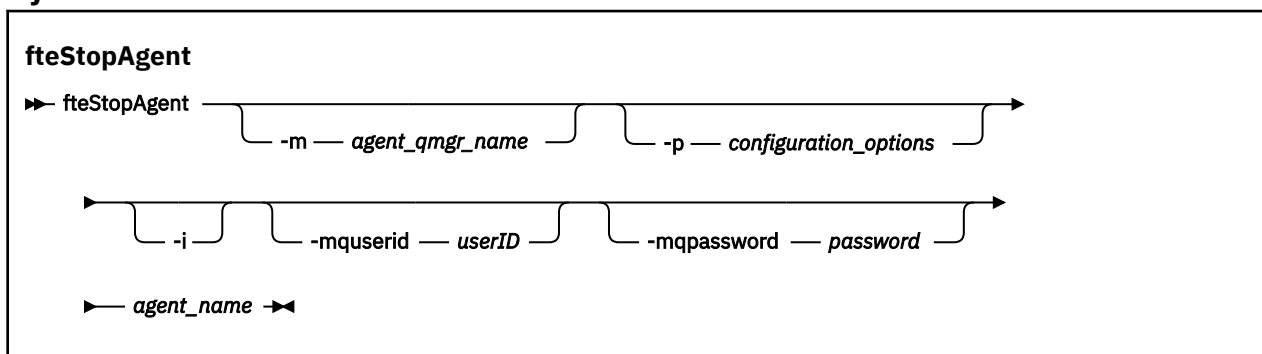 fteStopAgent
fteStopAgent
-m agent_qmgr_name -p configuration_options
-i -mquserid userID -mqpassword password
agent_name